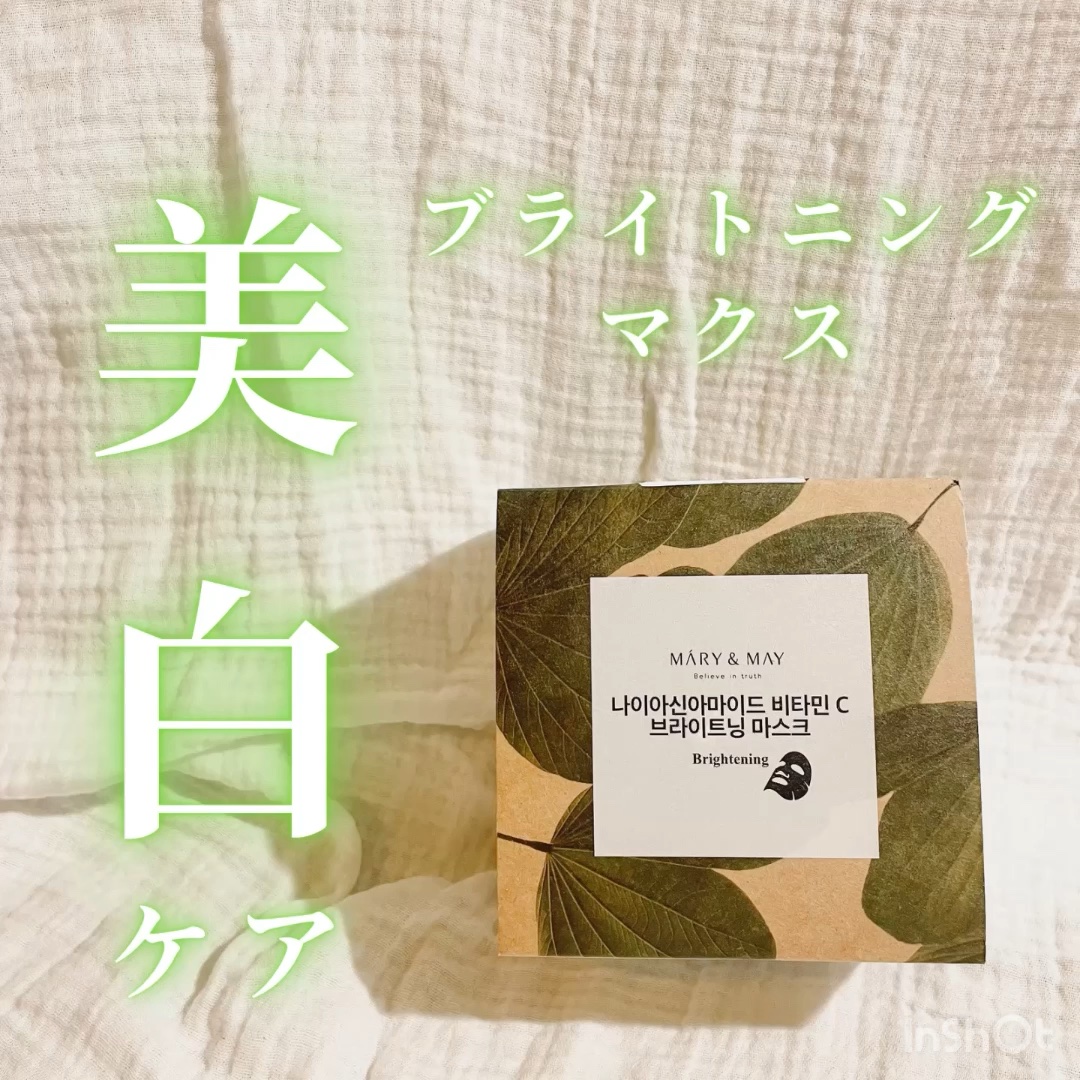 美白ケア
ブライトニング
マクス
MÁRY & MAY
Believe in truth
나이아신아마이드 비타민 C
브라이트닝 마스크
Brightening
InShOt